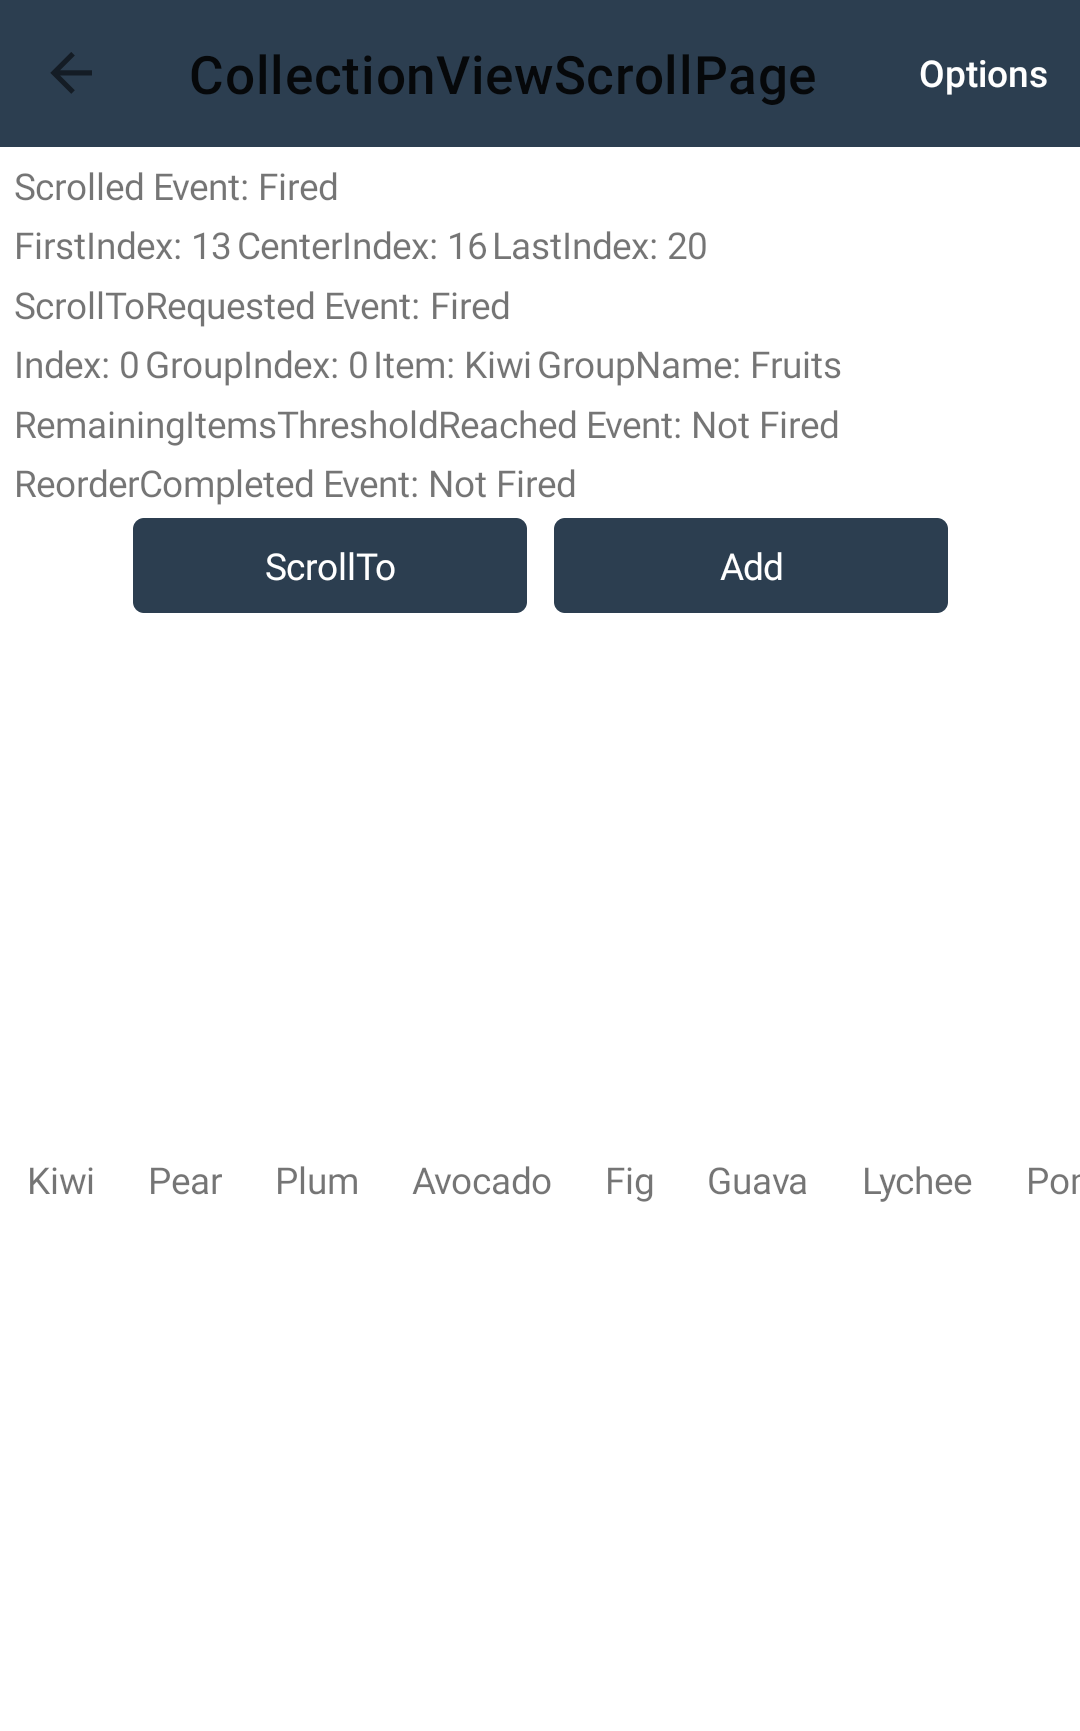 CollectionViewScrollPage Options
Scrolled Event: Fired
FirstIndex: 13 CenterIndex: 16 LastIndex: 20
ScrollToRequested Event: Fired
Index: 0 GroupIndex: 0 Item: Kiwi GroupName: Fruits
RemainingItemsThresholdReached Event: Not Fired
ReorderCompleted Event: Not Fired
ScrollTo Add
Kiwi Pear Plum Avocado Fig Guava Lychee